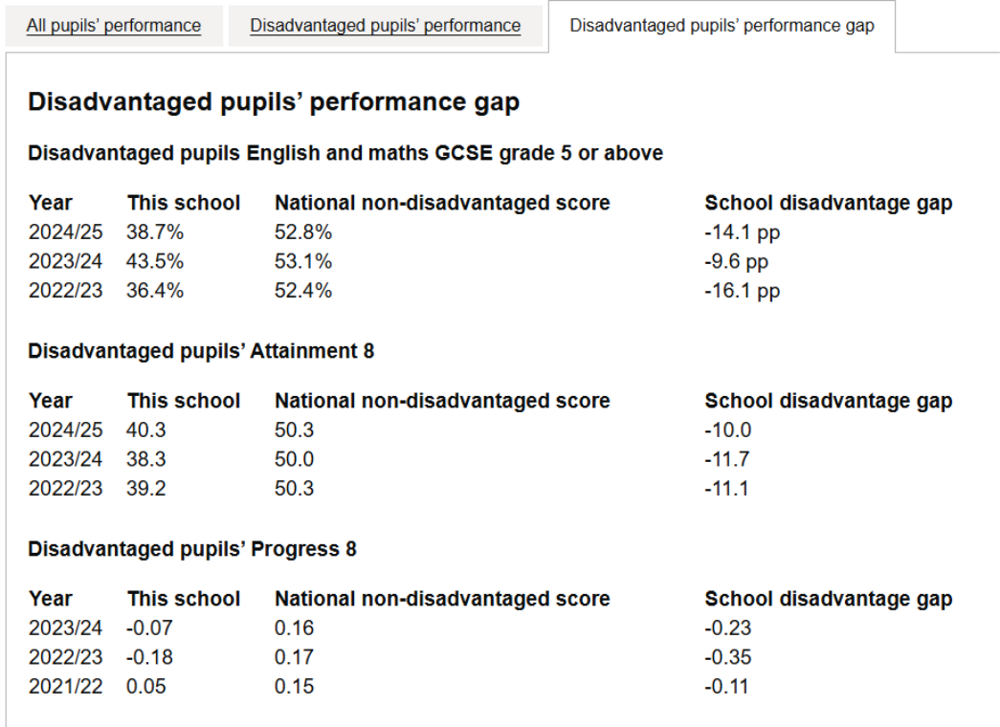 All pupils’ performance Disadvantaged pupils’ performance Disadvantaged pupils’ performance gap
Disadvantaged pupils’ performance gap
Disadvantaged pupils English and maths GCSE grade 5 or above
Year This school National non-disadvantaged score School disadvantage gap
2024/25 38.7% 52.8% -14.1 pp
2023/24 43.5% 53.1% -9.6 pp
2022/23 36.4% 52.4% -16.1 pp
Disadvantaged pupils’ Attainment 8
Year This school National non-disadvantaged score School disadvantage gap
2024/25 40.3 50.3 -10.0
2023/24 38.3 50.0 -11.7
2022/23 39.2 50.3 -11.1
Disadvantaged pupils’ Progress 8
Year This school National non-disadvantaged score School disadvantage gap
2023/24 -0.07 0.16 -0.23
2022/23 -0.18 0.17 -0.35
2021/22 0.05 0.15 -0.11